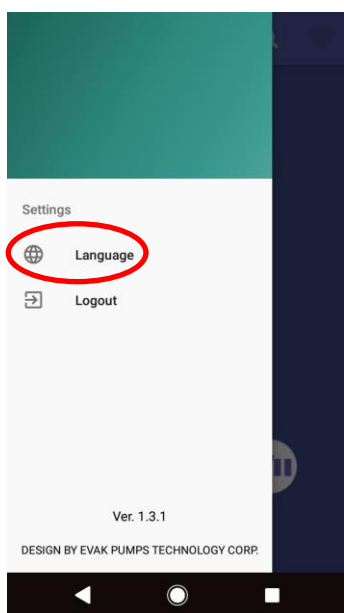 Settings
Language
Logout
Ver. 1.3.1
DESIGN BY EVAK PUMPS TECHNOLOGY CORP.